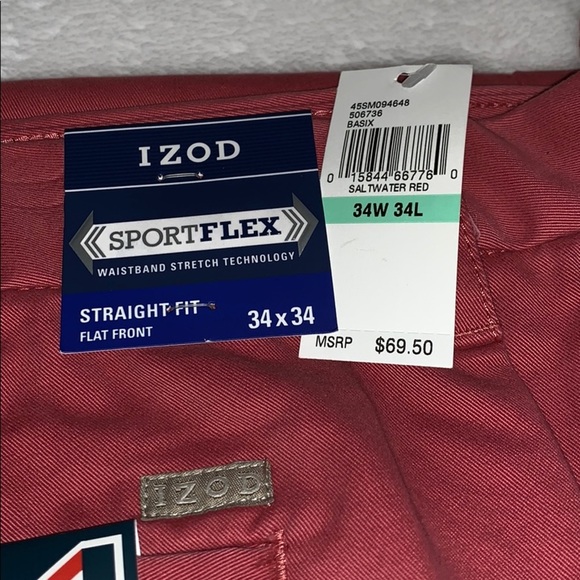 IZOD
SPORTFLEX
WAISTBAND STRETCH TECHNOLOGY
STRAIGHT FIT
FLAT FRONT
34 x 34
45SM094648
506736
BASIX
0 15844 66776 0
SALTWATER RED
34W 34L
MSRP $69.50
IZOD